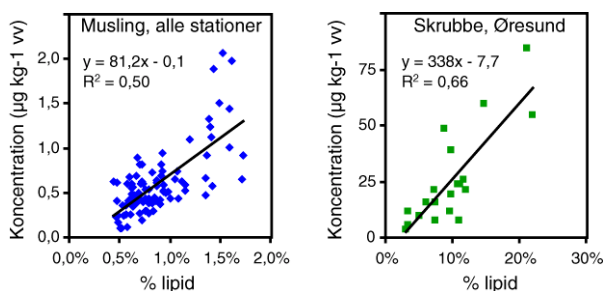 Musling, alle stationer
y = 81,2x - 0,1
R² = 0,50
Koncentration (µg kg-1 vv)
2,5
2,0
1,5
1,0
0,5
0,0
0,0% 0,5% 1,0% 1,5% 2,0%
% lipid
Skrubbe, Øresund
y = 338x - 7,7
R² = 0,66
Koncentration (µg kg-1 vv)
75
50
25
0
0% 10% 20% 30%
% lipid